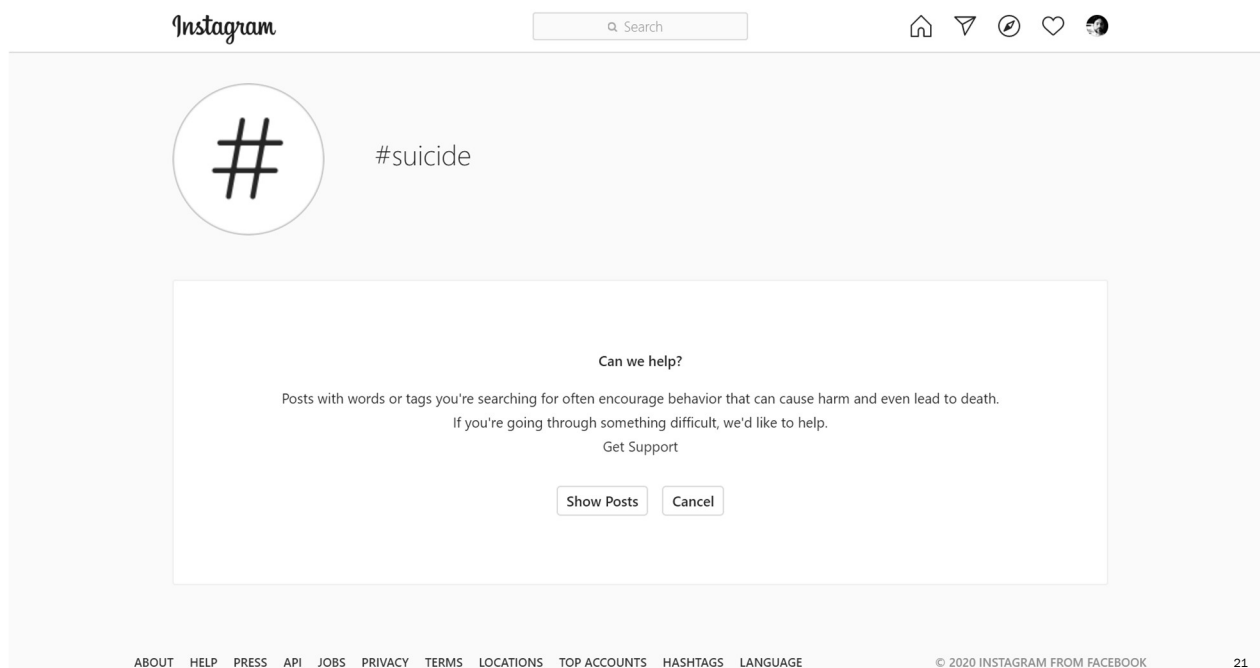 Instagram
Search
#
#suicide
Can we help?
Posts with words or tags you're searching for often encourage behavior that can cause harm and even lead to death.
If you're going through something difficult, we'd like to help.
Get Support
Show Posts Cancel
ABOUT HELP PRESS API JOBS PRIVACY TERMS LOCATIONS TOP ACCOUNTS HASHTAGS LANGUAGE © 2020 INSTAGRAM FROM FACEBOOK 21